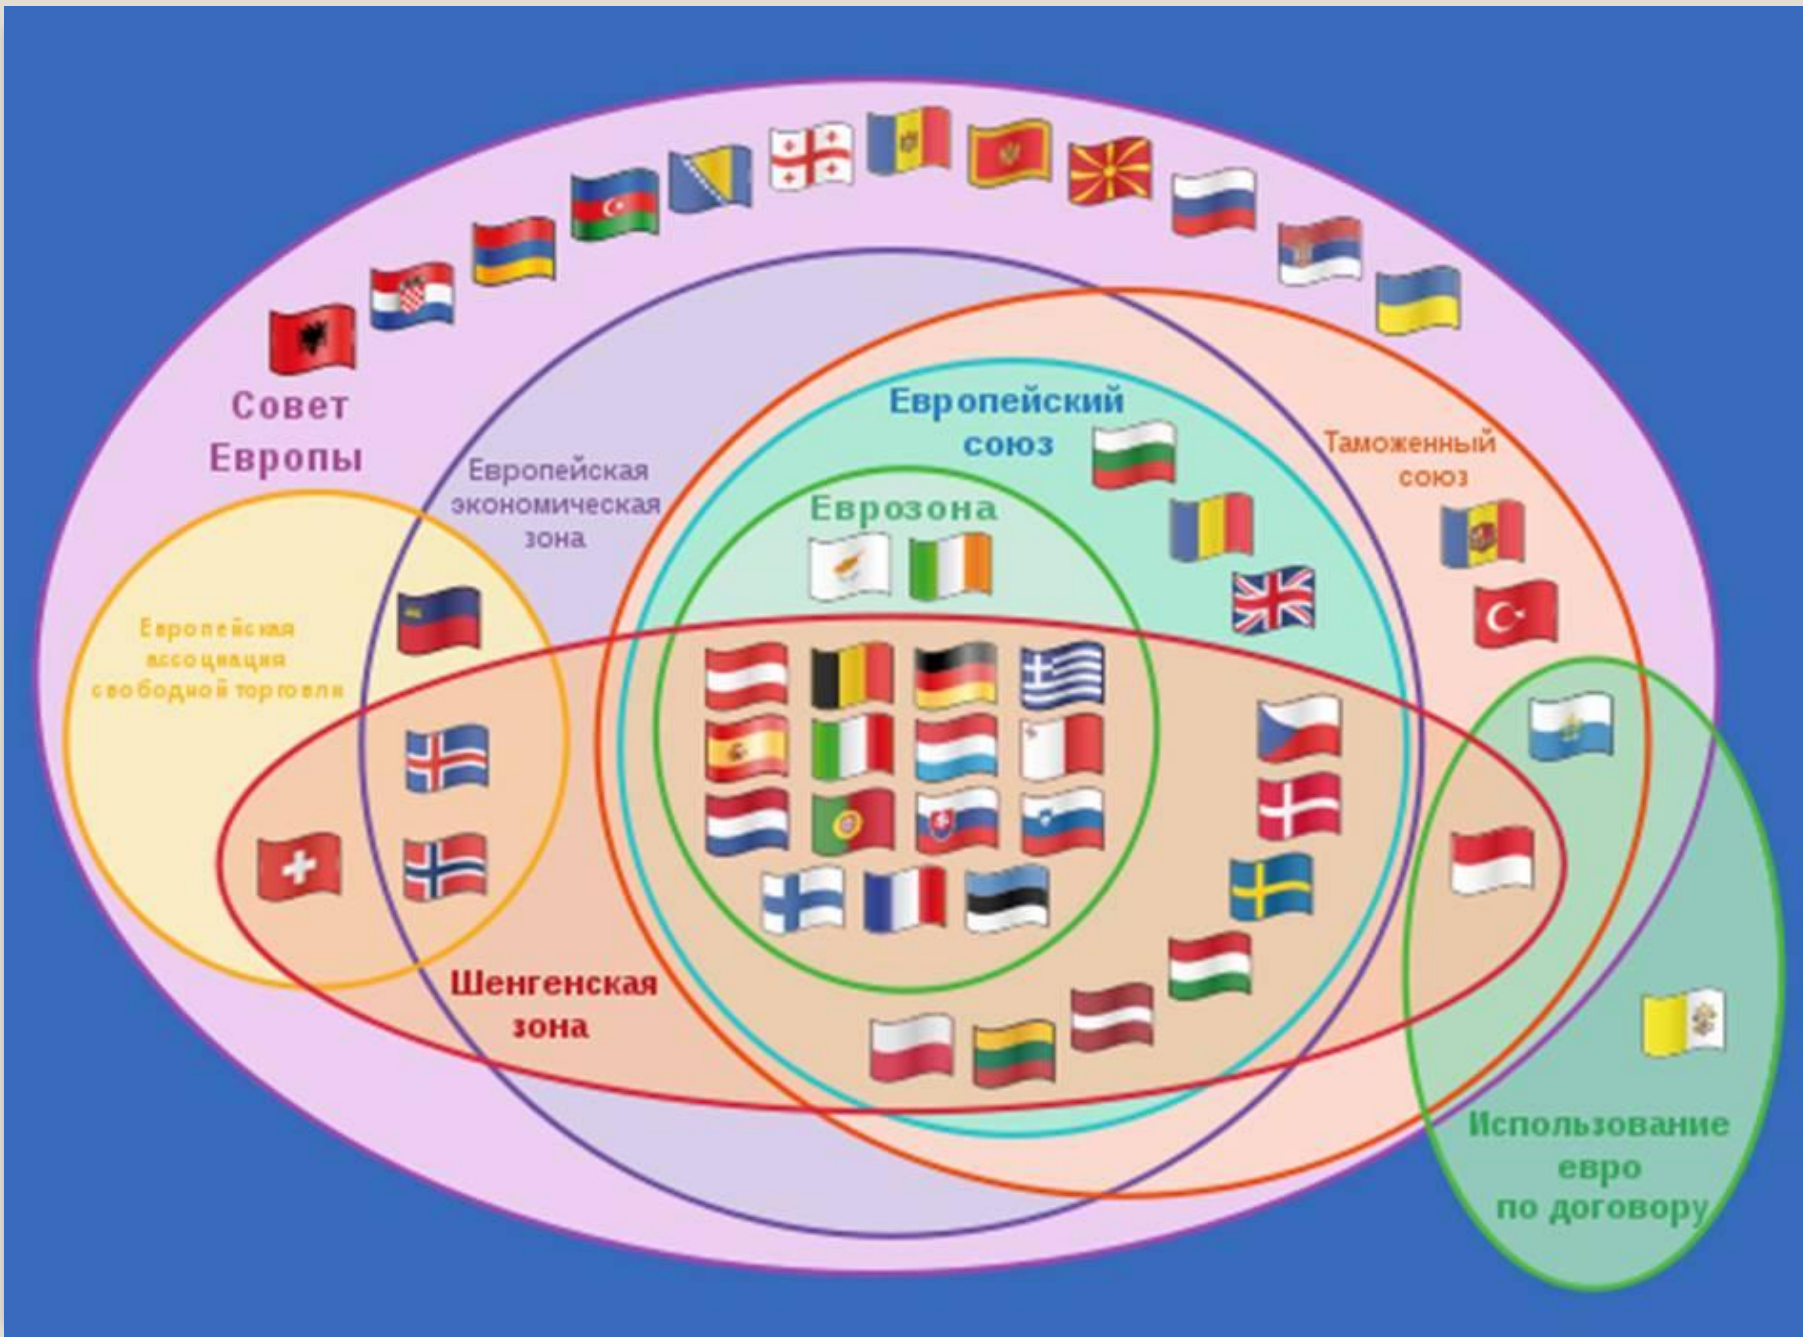 Совет
Европы
Европейская
экономическая
зона
Европейский
союз
Таможенный
союз
Еврозона
Европейская
ассоциация
свободной торговли
Шенгенская
зона
Использование
евро
по договору